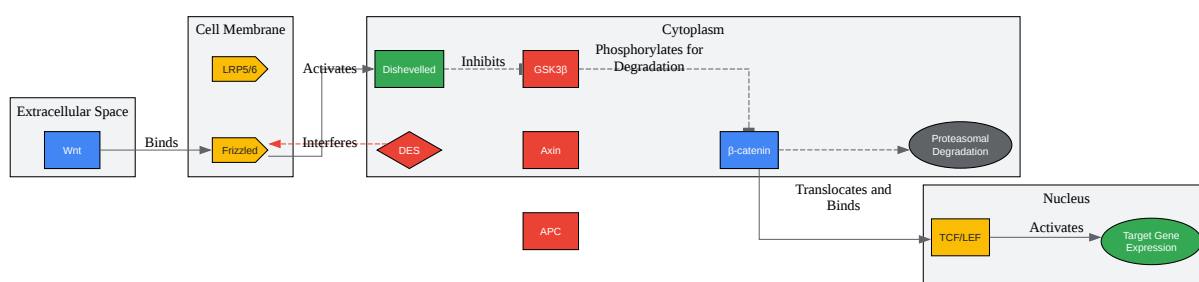 Cell Membrane
Cytoplasm
LRP5/6
Activates
Dishevelled
Inhibits
GSK3β
Phosphorylates for
Degradation
Extracellular Space
Wnt
Binds
Frizzled
Interferes
DES
Axin
β-catenin
Proteasomal
Degradation
Translocates and
Binds
Nucleus
APC
TCF/LEF
Activates
Target Gene
Expression